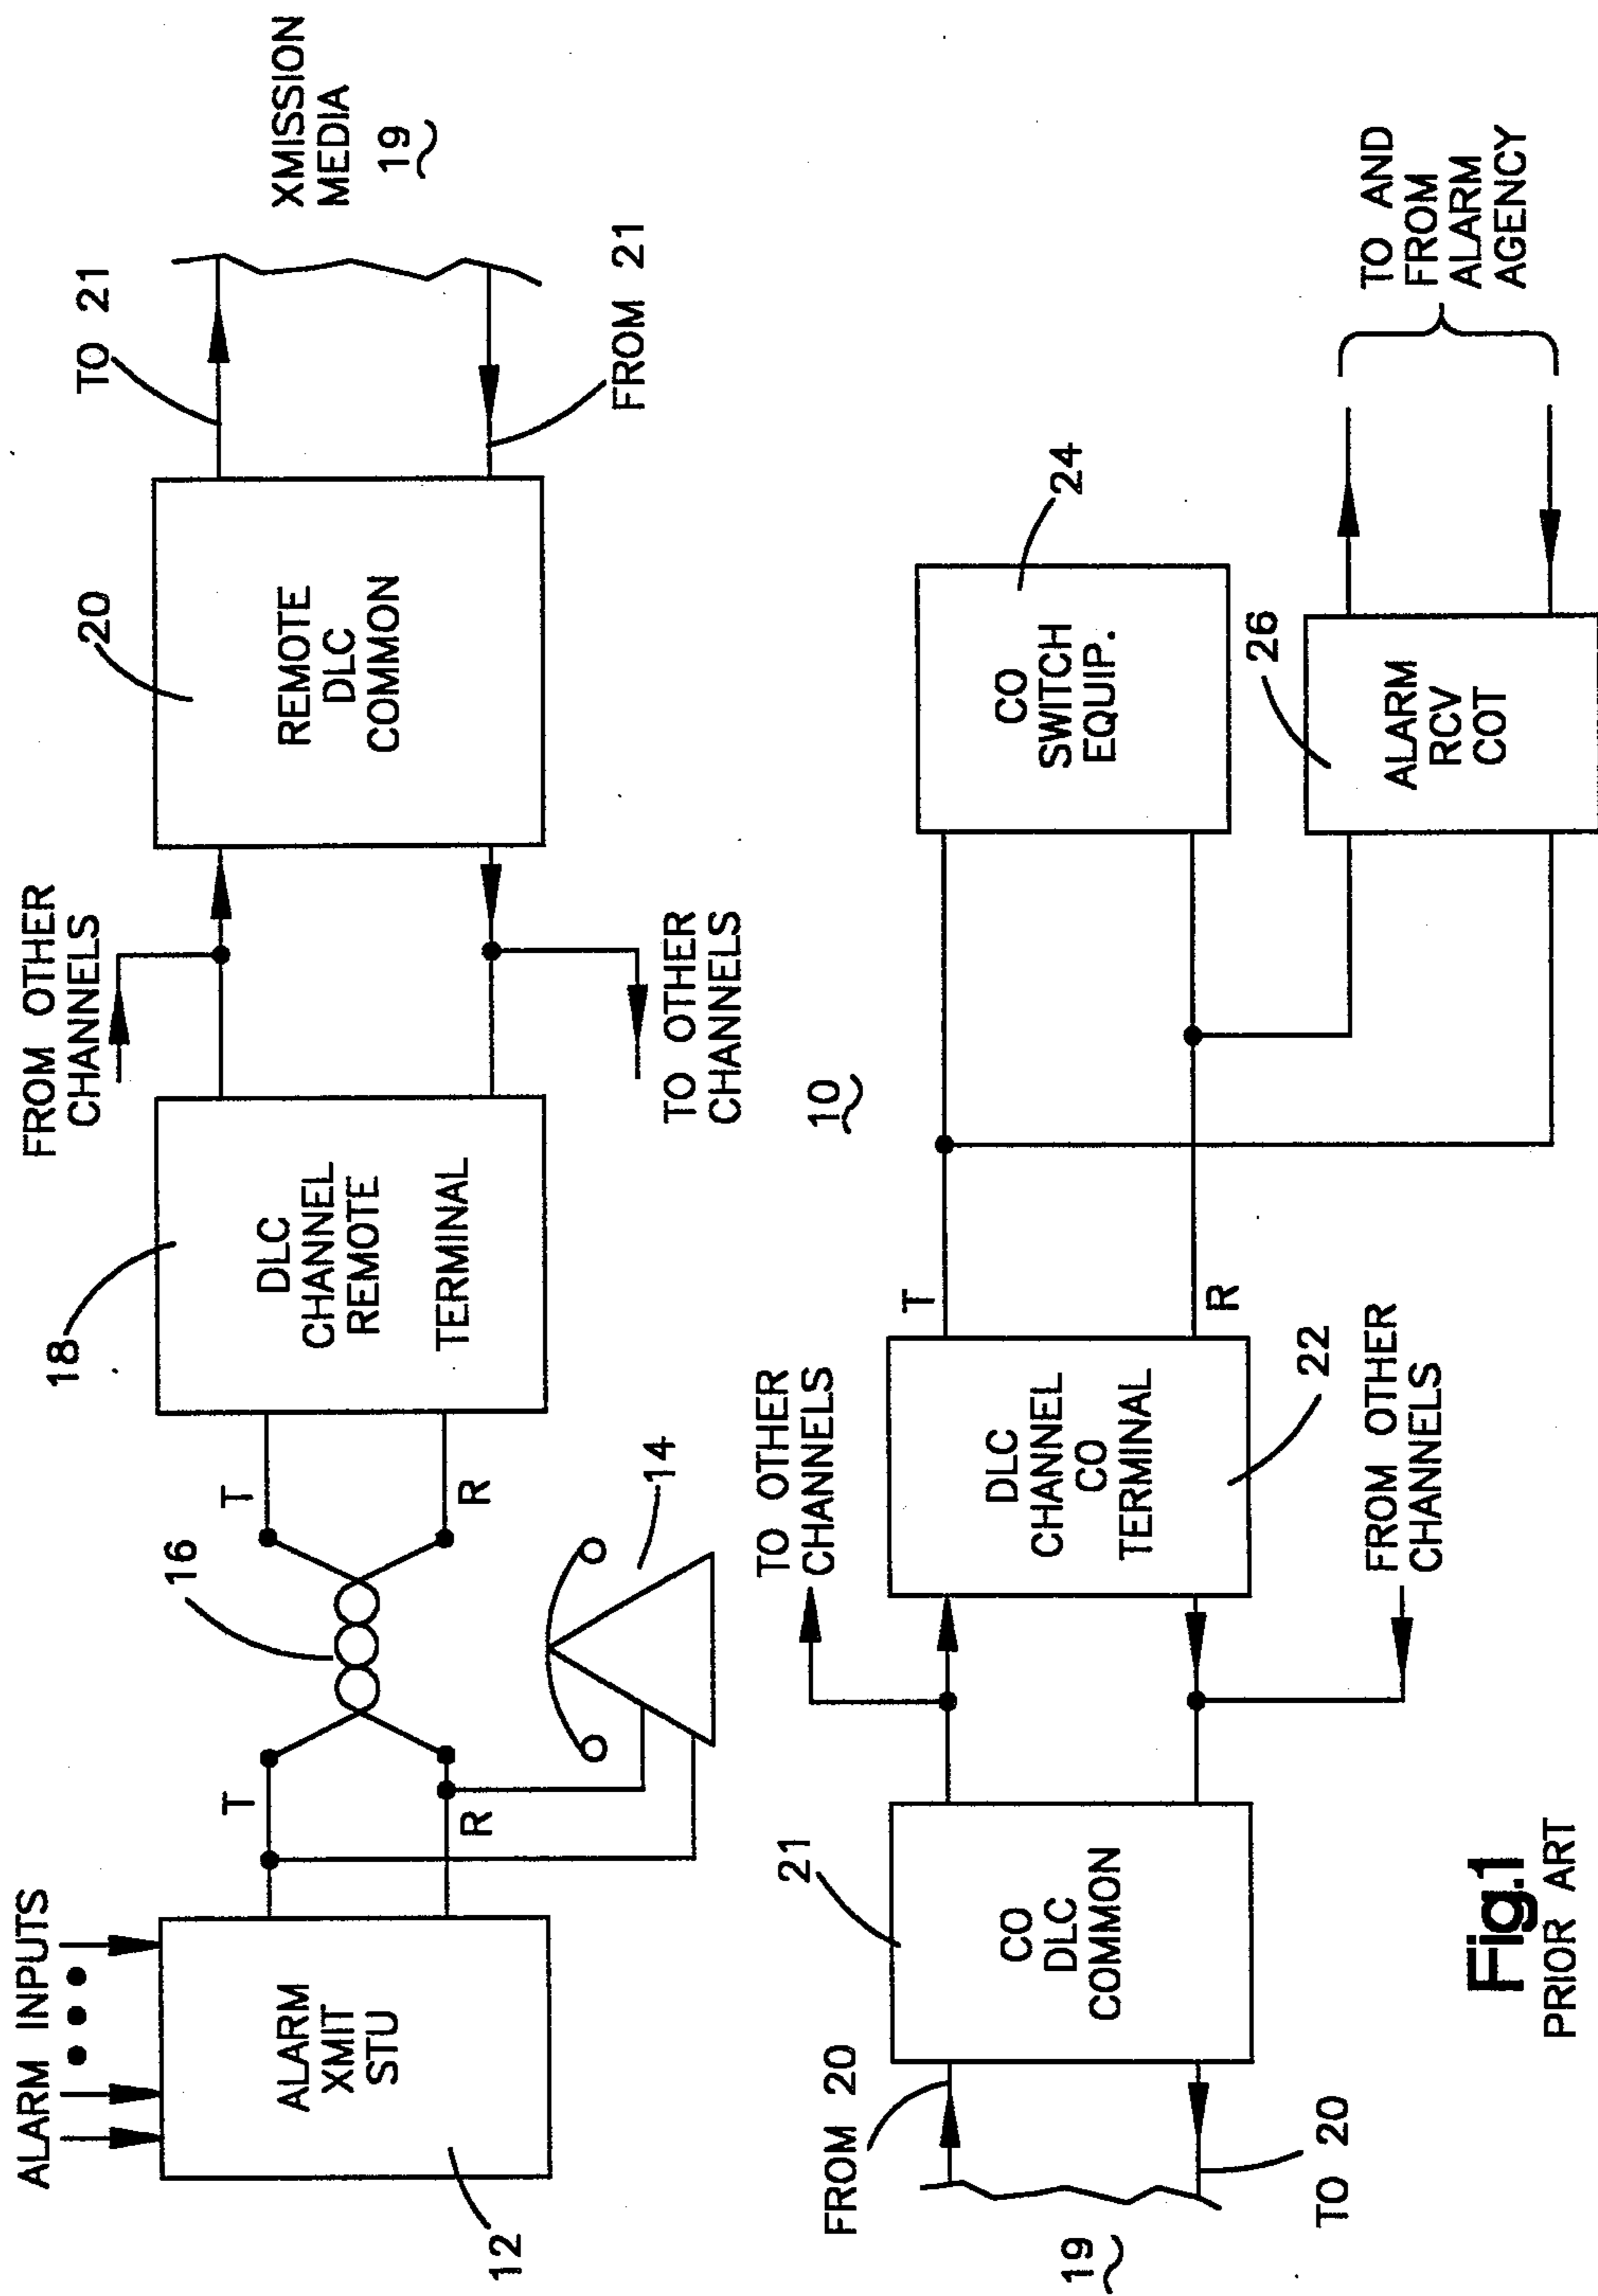 ALARM INPUTS
ALARM
XMIT
STU
12
T
R
16
14
T
R
18
DLC
CHANNEL
REMOTE
TERMINAL
FROM OTHER
CHANNELS
TO OTHER
CHANNELS
20
REMOTE
DLC
COMMON
TO 21
FROM 21
XMISSION
MEDIA
19
19
FROM 20
TO 20
21
CO
DLC
COMMON
TO OTHER
CHANNELS
FROM OTHER
CHANNELS
DLC
CHANNEL
CO
TERMINAL
22
T
R
10
CO
SWITCH
EQUIP.
24
26
ALARM
RCV
COT
TO AND
FROM
ALARM
AGENCY
Fig.1
PRIOR ART